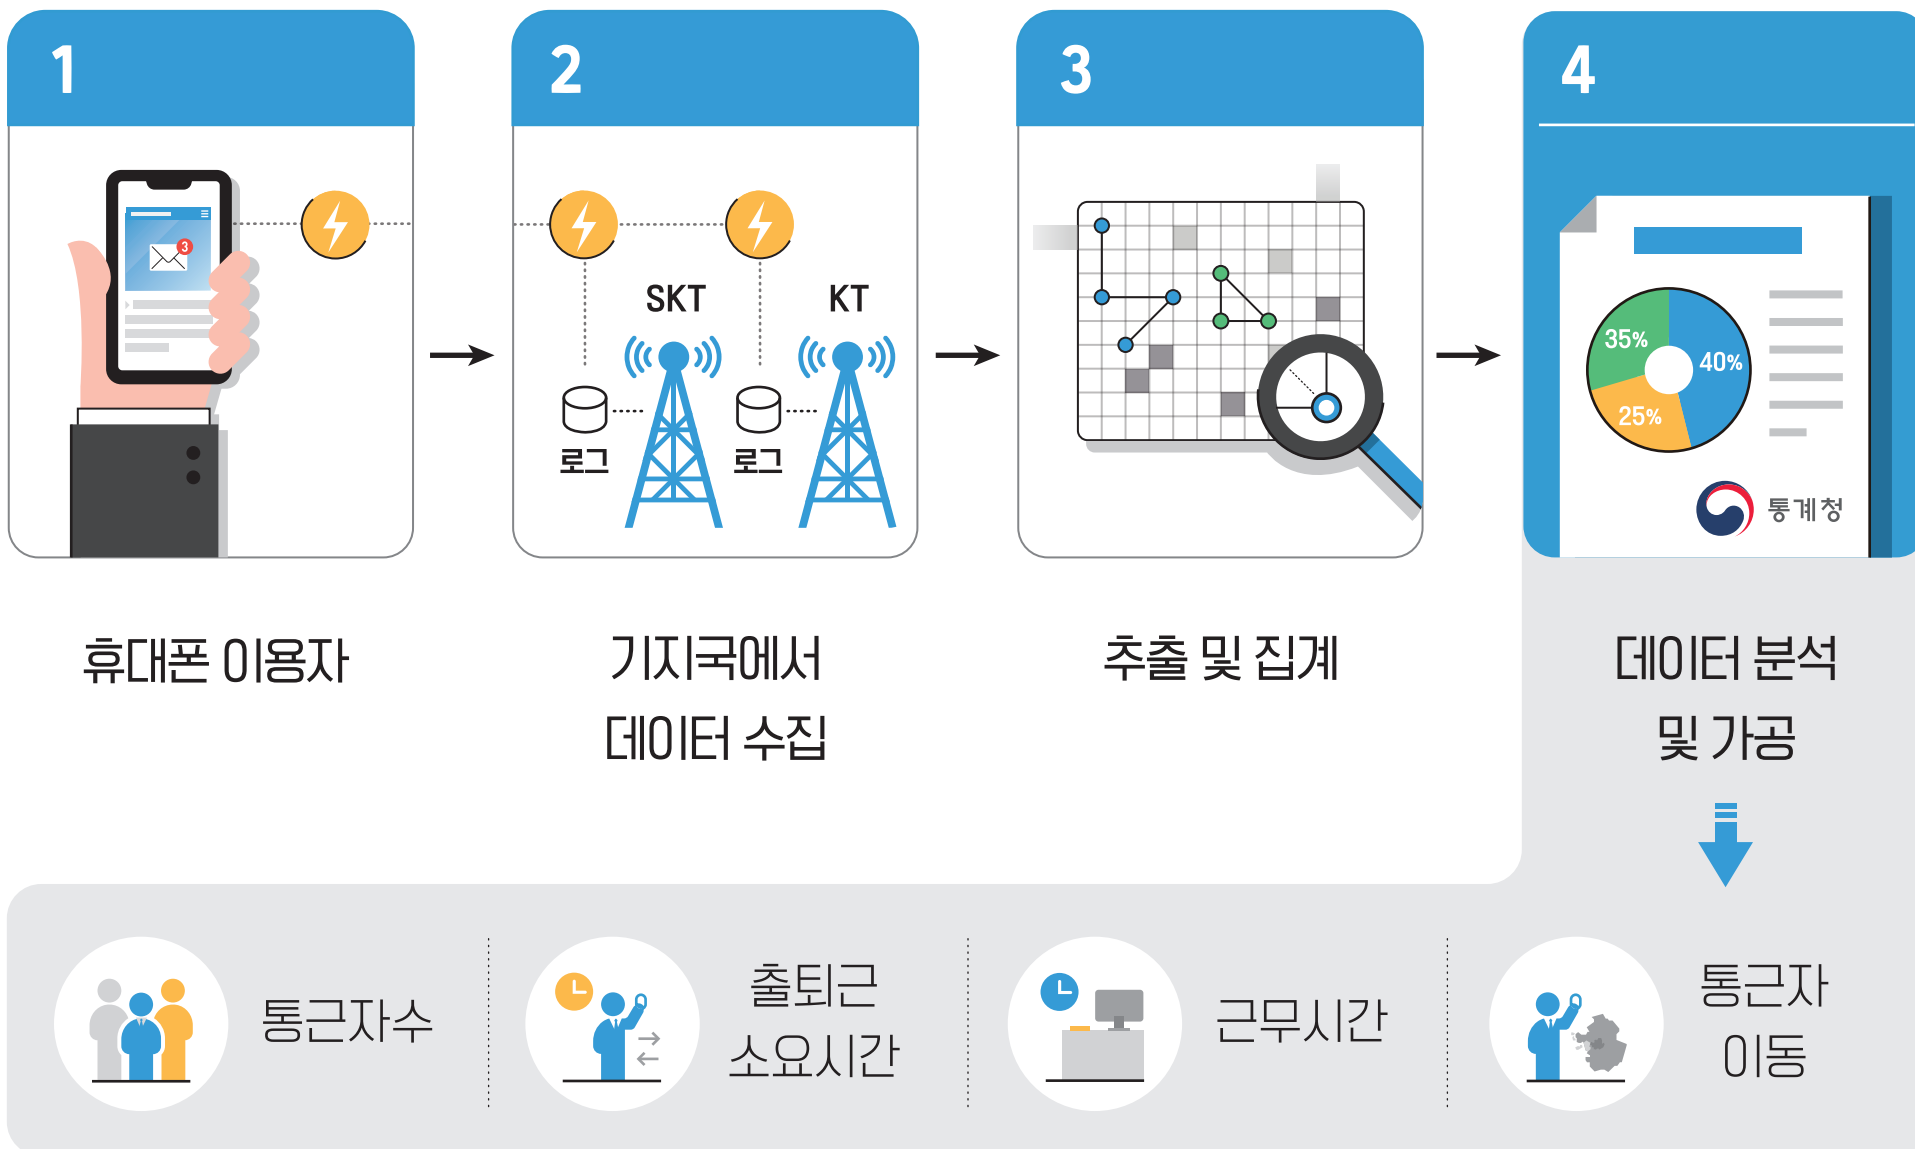 1
2
3
4
3
SKT
KT
로그
로그
35%
40%
25%
통계청
휴대폰 이용자
기지국에서
데이터 수집
추출 및 집계
데이터 분석
및 가공
통근자수
출퇴근
소요시간
근무시간
통근자
이동